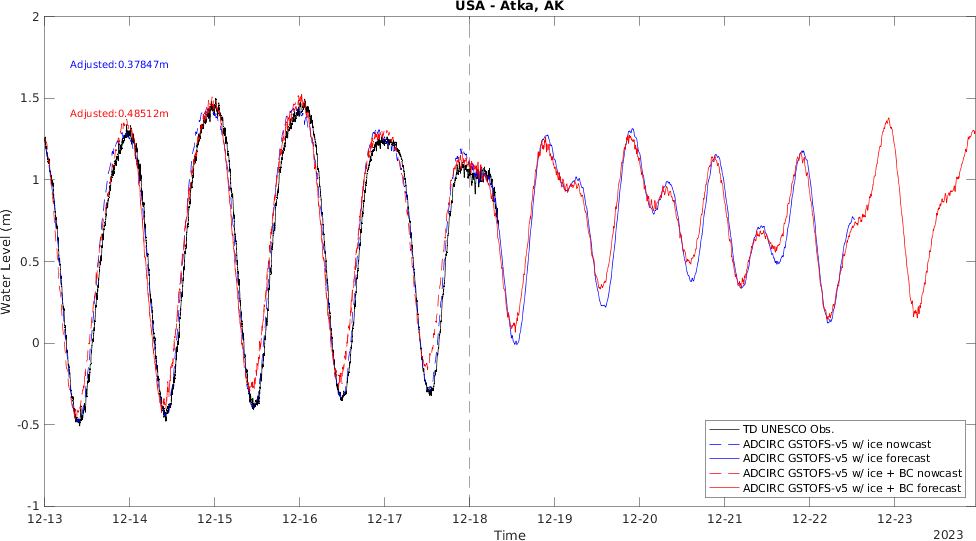 USA - Atka, AK
2
1.5
1
0.5
0
-0.5
-1
Water Level (m)
Adjusted:0.37847m
Adjusted:0.48512m
TD UNESCO Obs.
ADCIRC GSTOFS-v5 w/ ice nowcast
ADCIRC GSTOFS-v5 w/ ice forecast
ADCIRC GSTOFS-v5 w/ ice + BC nowcast
ADCIRC GSTOFS-v5 w/ ice + BC forecast
12-13 12-14 12-15 12-16 12-17 12-18 12-19 12-20 12-21 12-22 12-23
Time
2023